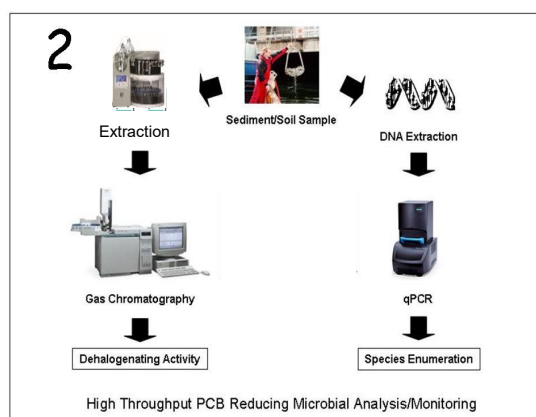 2
Sediment/Soil Sample
Extraction
DNA Extraction
Gas Chromatography
qPCR
Dehalogenating Activity
Species Enumeration
High Throughput PCB Reducing Microbial Analysis/Monitoring